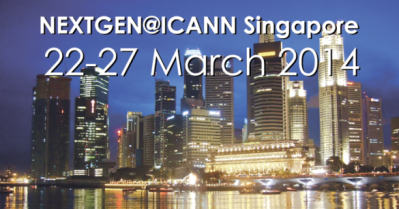 NEXTGEN@ICANN Singapore
22-27 March 2014